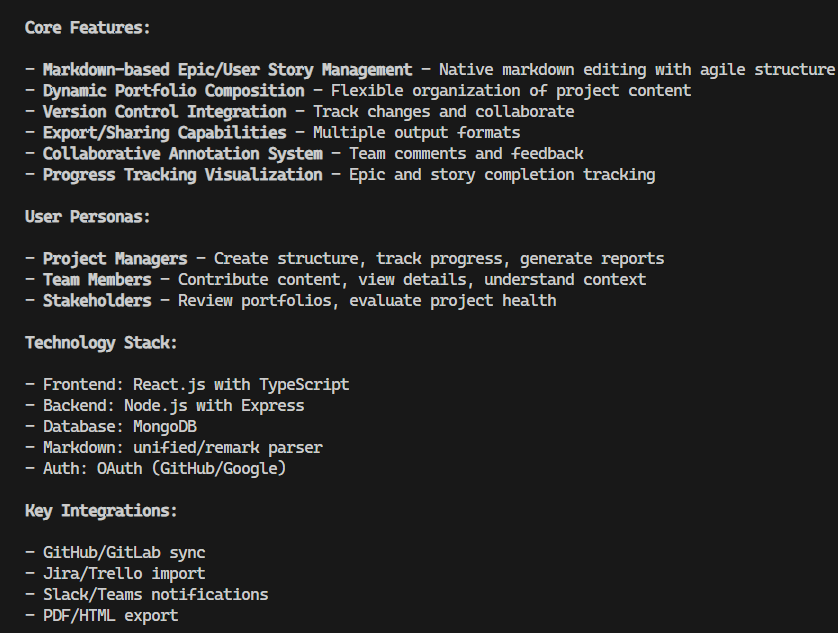 Core Features:
- Markdown-based Epic/User Story Management - Native markdown editing with agile structure
- Dynamic Portfolio Composition - Flexible organization of project content
- Version Control Integration - Track changes and collaborate
- Export/Sharing Capabilities - Multiple output formats
- Collaborative Annotation System - Team comments and feedback
- Progress Tracking Visualization - Epic and story completion tracking
User Personas:
- Project Managers - Create structure, track progress, generate reports
- Team Members - Contribute content, view details, understand context
- Stakeholders - Review portfolios, evaluate project health
Technology Stack:
- Frontend: React.js with TypeScript
- Backend: Node.js with Express
- Database: MongoDB
- Markdown: unified/remark parser
- Auth: OAuth (GitHub/Google)
Key Integrations:
- GitHub/GitLab sync
- Jira/Trello import
- Slack/Teams notifications
- PDF/HTML export